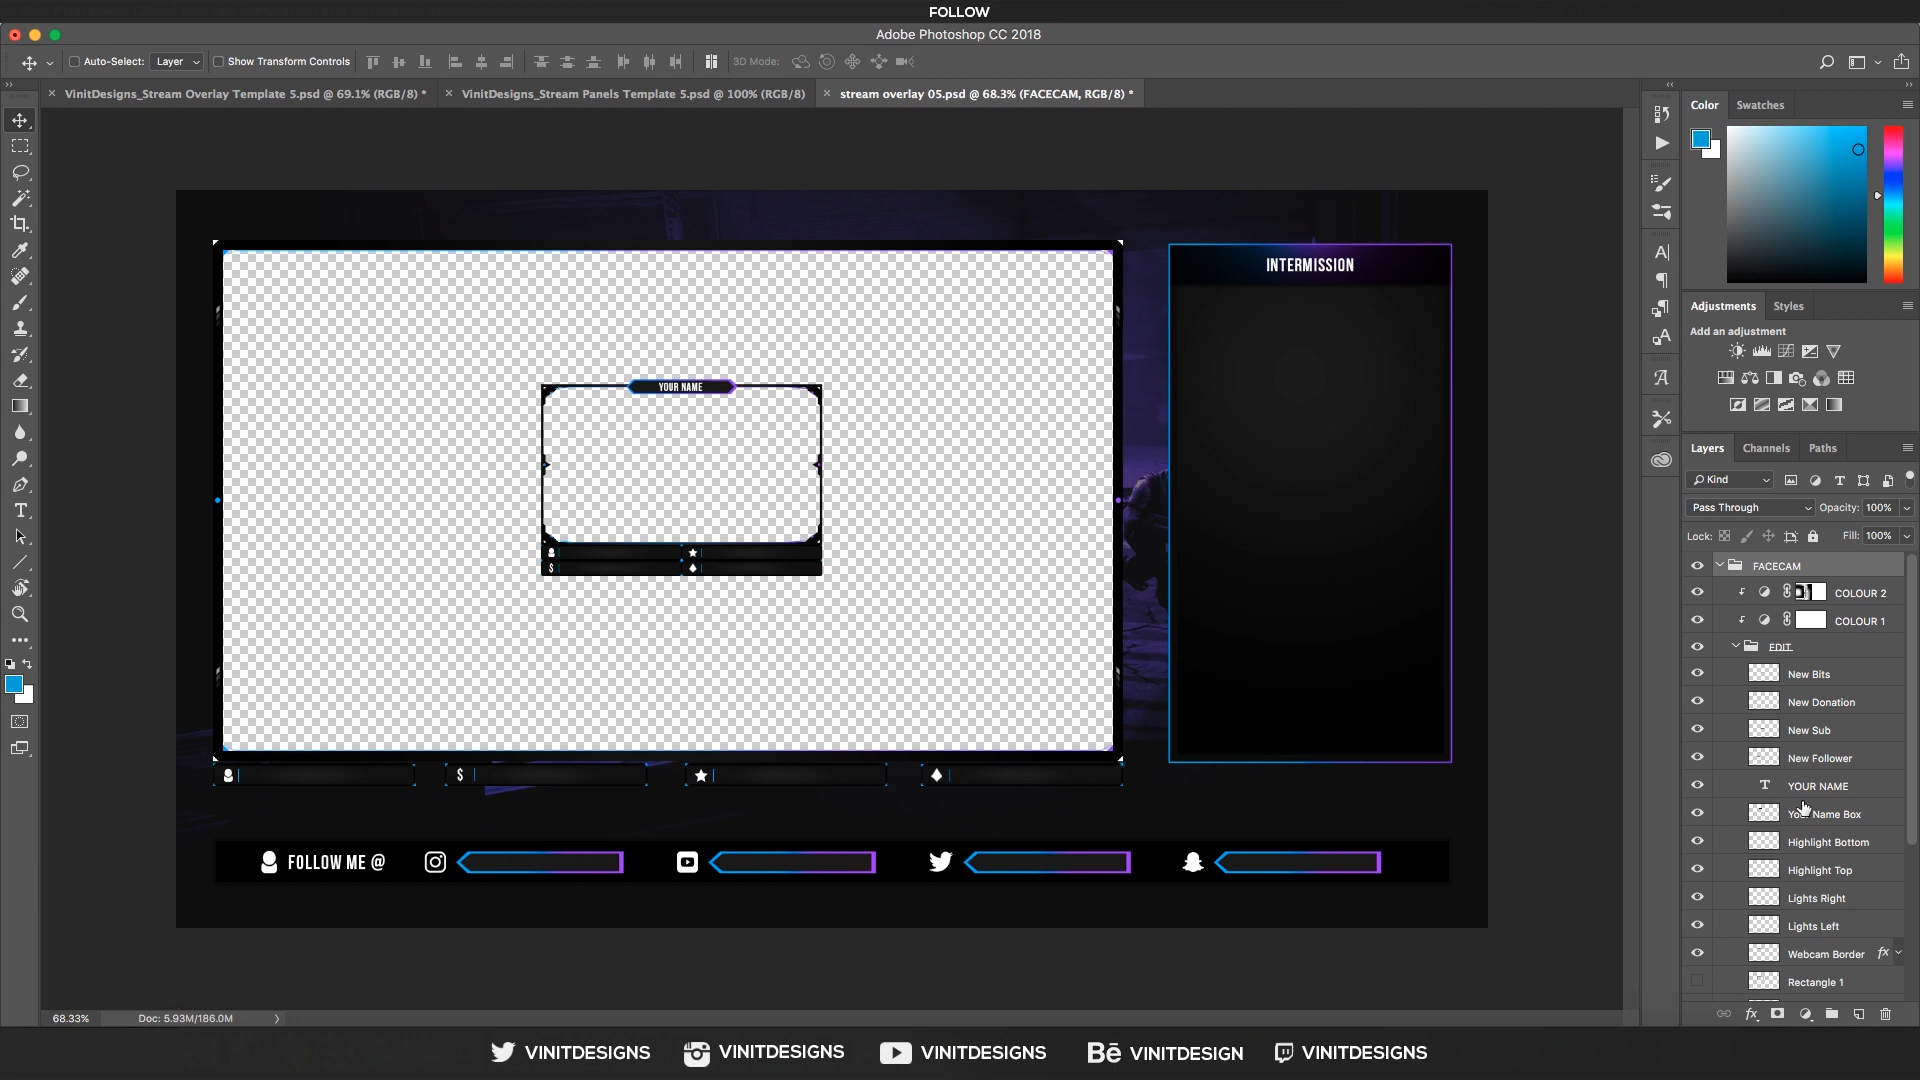 FOLLOW
Adobe Photoshop CC 2018
Auto-Select:
Layer
Show Transform Controls
3D Mode:
VinitDesigns_Stream Overlay Template 5.psd @ 69.1% (RGB/8) *
VinitDesigns_Stream Panels Template 5.psd @ 100% (RGB/8)
stream overlay 05.psd @ 68.3% (FACECAM, RGB/8) *
Color
Swatches
INTERMISSION
Adjustments
Styles
Add an adjustment
YOUR NAME
$
Layers
Channels
Paths
Kind
Pass Through
Opacity: 100%
Lock:
Fill: 100%
FACECAM
COLOUR 2
COLOUR 1
EDIT
New Bits
New Donation
New Sub
New Follower
YOUR NAME
Your Name Box
Highlight Bottom
Highlight Top
Lights Right
Lights Left
Webcam Border
fx
Rectangle 1
$
FOLLOW ME @
68.33%
Doc: 5.93M/186.0M
VINITDESIGNS
VINITDESIGNS
VINITDESIGNS
Bē VINITDESIGN
VINITDESIGNS